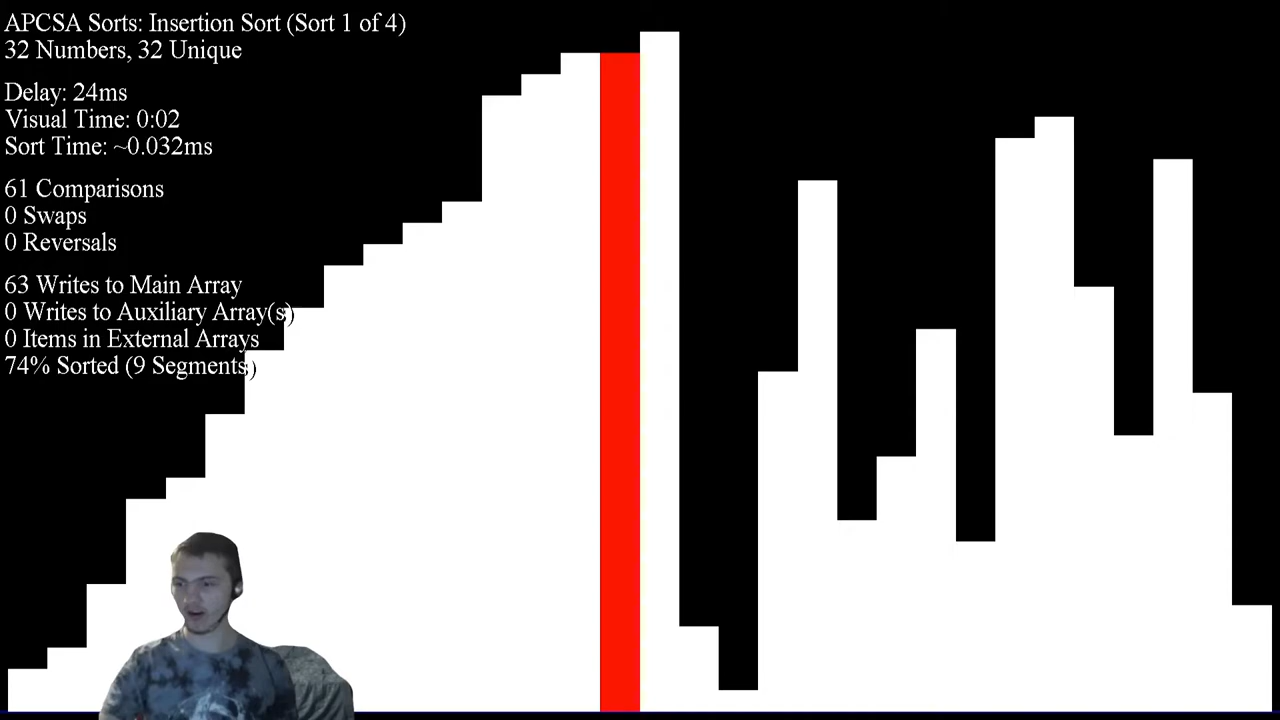 APCSA Sorts: Insertion Sort (Sort 1 of 4)
32 Numbers, 32 Unique
Delay: 24ms
Visual Time: 0:02
Sort Time: ~0.032ms
61 Comparisons
0 Swaps
0 Reversals
63 Writes to Main Array
0 Writes to Auxiliary Array(s)
0 Items in External Arrays
74% Sorted (9 Segments)